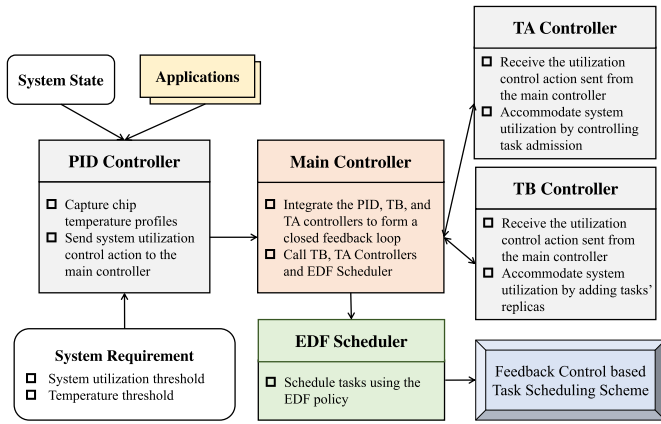 System State
Applications
PID Controller
Capture chip
temperature profiles
Send system utilization
control action to the
main controller
System Requirement
System utilization threshold
Temperature threshold
Main Controller
Integrate the PID, TB, and
TA controllers to form a
closed feedback loop
Call TB, TA Controllers
and EDF Scheduler
EDF Scheduler
Schedule tasks using the
EDF policy
TA Controller
Receive the utilization
control action sent from
the main controller
Accommodate system
utilization by controlling
task admission
TB Controller
Receive the utilization
control action sent from
the main controller
Accommodate system
utilization by adding tasks'
replicas
Feedback Control based
Task Scheduling Scheme